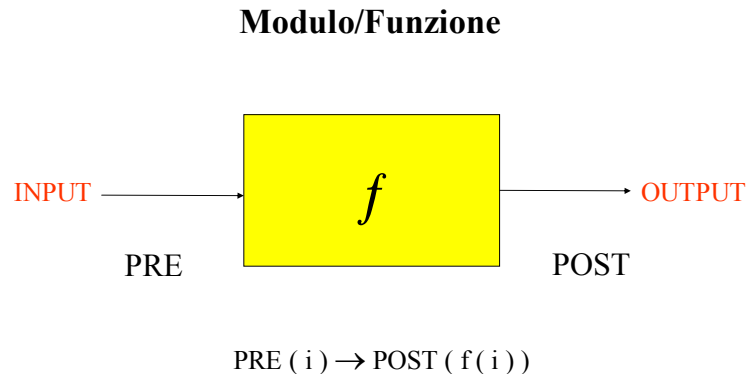 Modulo/Funzione
INPUT
f
OUTPUT
PRE
POST
PRE ( i ) → POST ( f ( i ) )